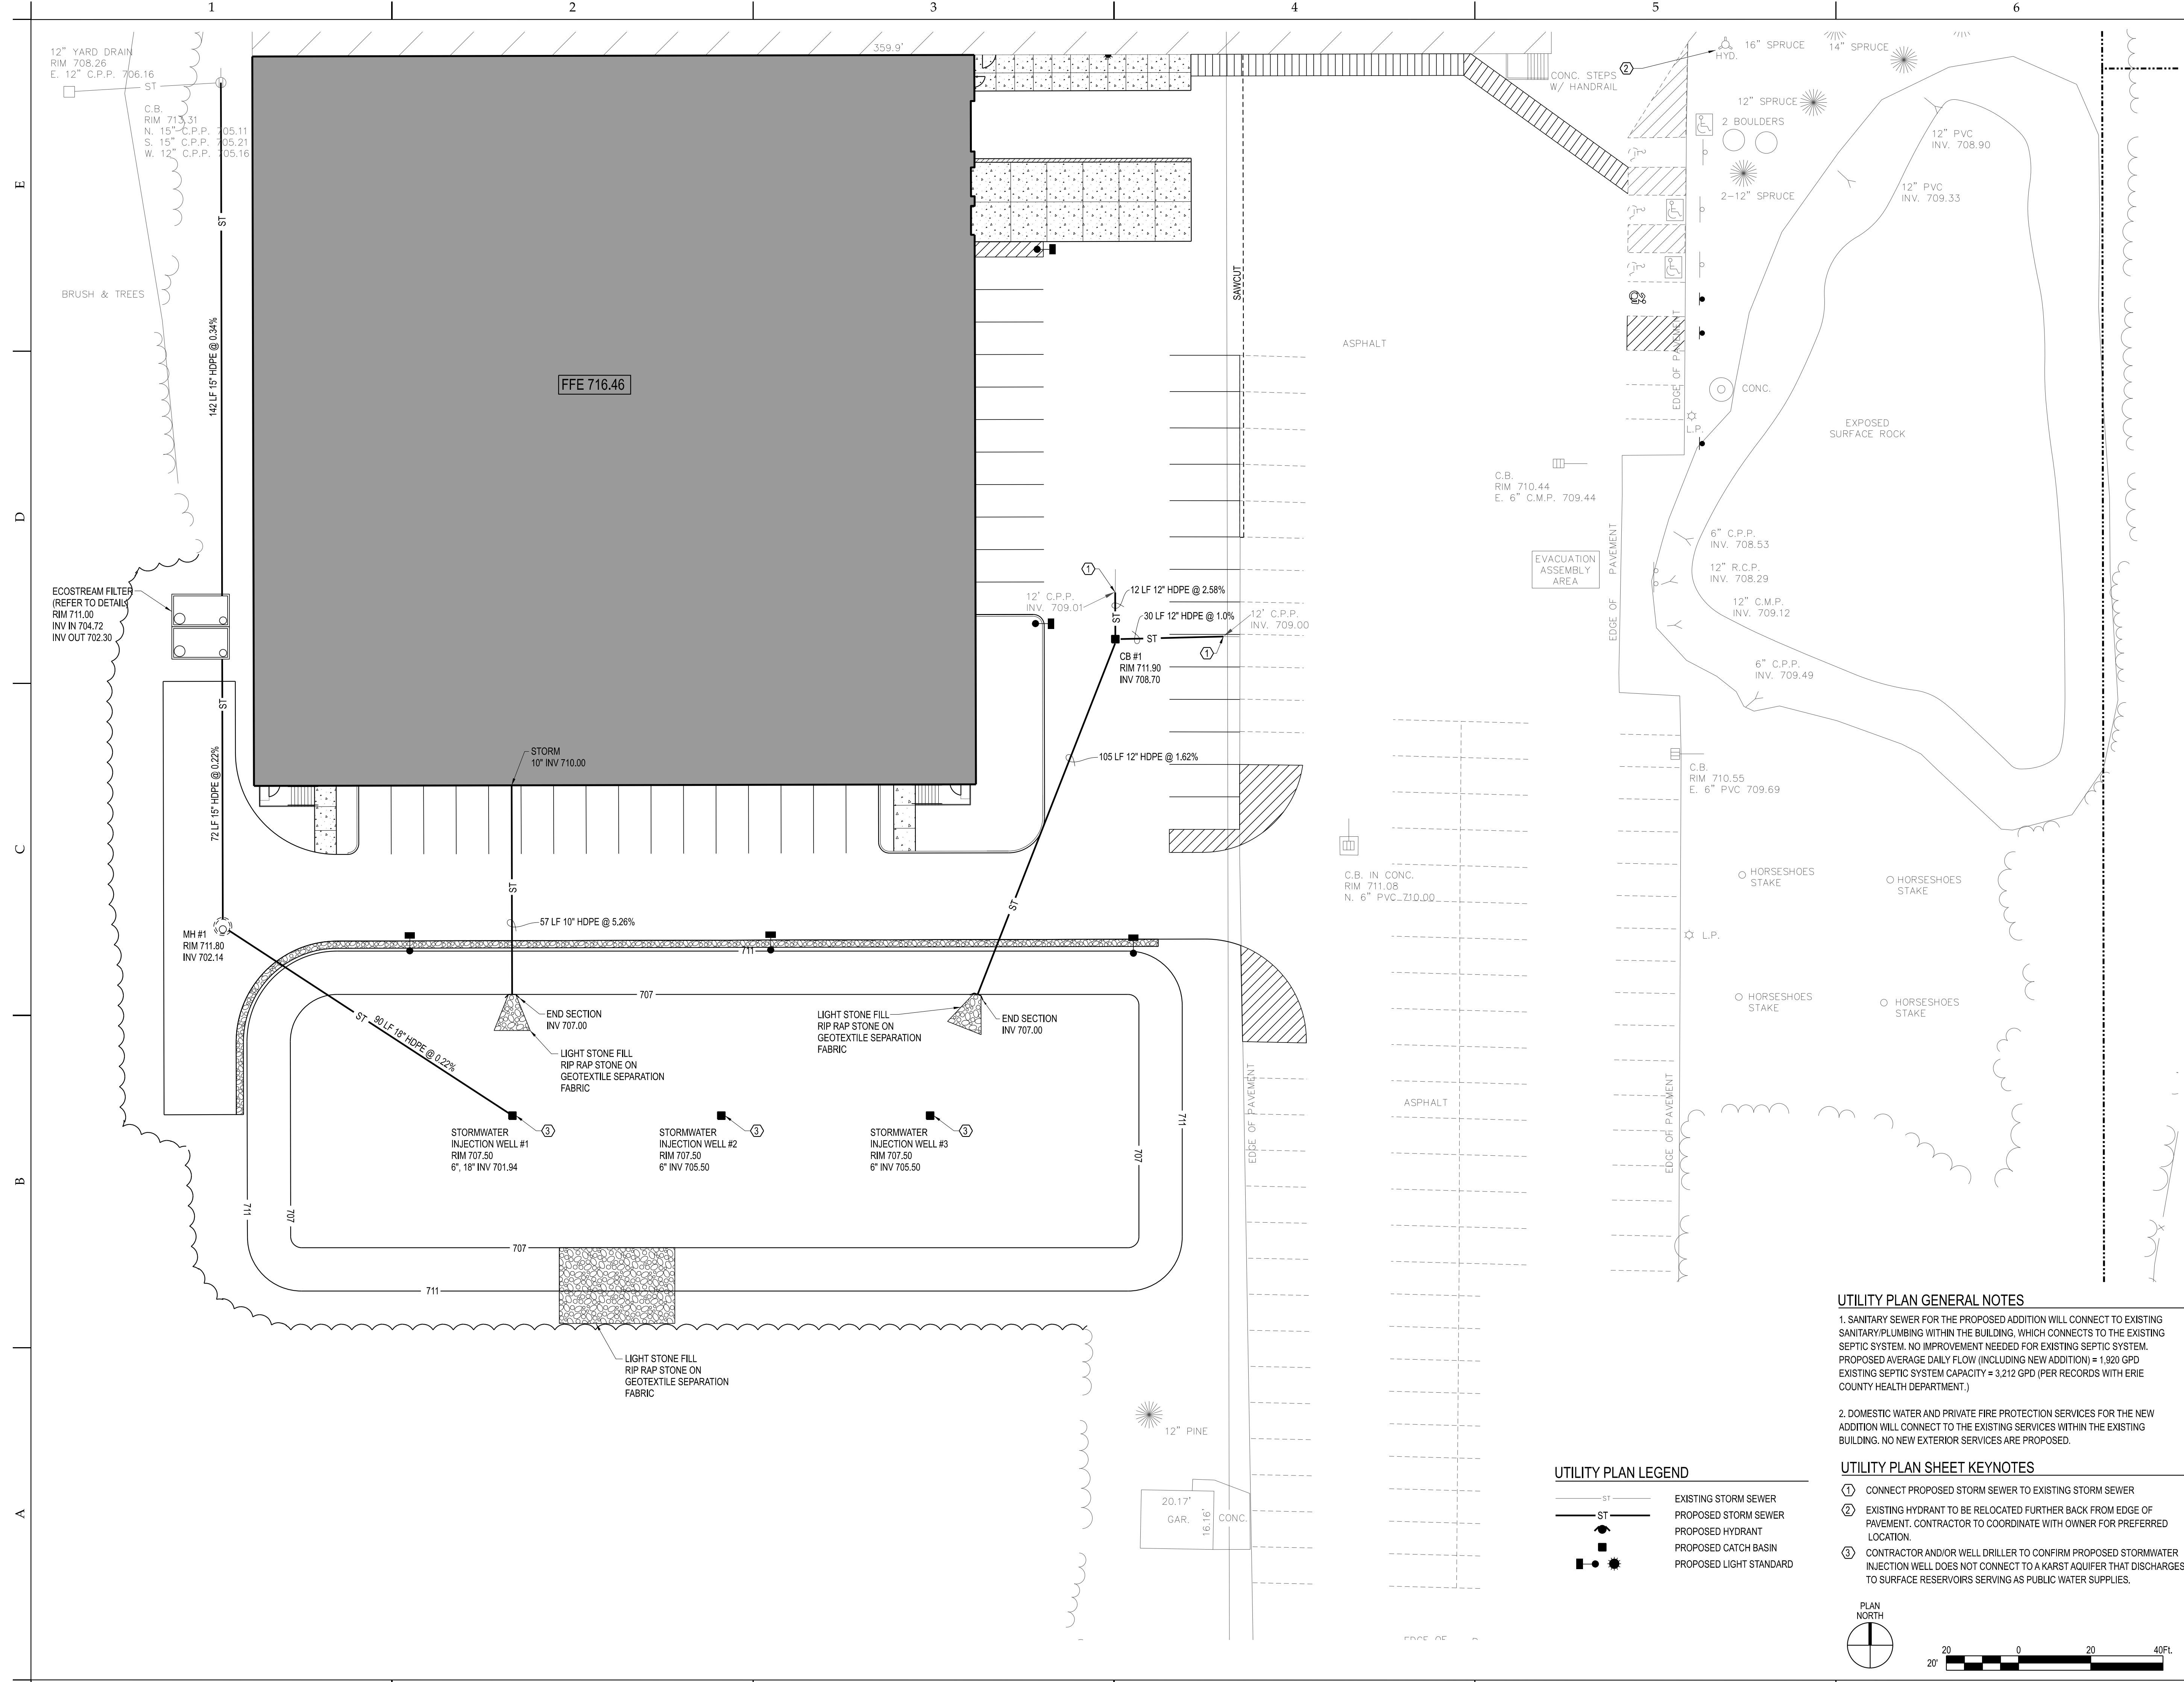 1
2
3
4
5
6
E
D
C
B
A
12" YARD DRAIN
RIM 708.26
E. 12" C.P.P. 706.16
ST
C.B.
RIM 713.31
N. 15" C.P.P. 705.11
S. 15" C.P.P. 705.21
W. 12" C.P.P. 705.16
359.9'
CONC. STEPS
W/ HANDRAIL
2
HYD.
16" SPRUCE
14" SPRUCE
12" SPRUCE
2 BOULDERS
2-12" SPRUCE
12" PVC
INV. 708.90
12" PVC
INV. 709.33
ST
BRUSH & TREES
142 LF 15" HDPE @ 0.34%
SAWCUT
ASPHALT
EDGE OF PAVEMENT
FFE 716.46
CONC.
L.P.
EXPOSED
SURFACE ROCK
C.B.
RIM 710.44
E. 6" C.M.P. 709.44
EVACUATION
ASSEMBLY
AREA
EDGE OF PAVEMENT
6" C.P.P.
INV. 708.53
12" R.C.P.
INV. 708.29
12" C.M.P.
INV. 709.12
6" C.P.P.
INV. 709.49
ECOSTREAM FILTER
(REFER TO DETAIL
RIM 711.00
INV IN 704.72
INV OUT 702.30
1
12' C.P.P.
INV. 709.01
12 LF 12" HDPE @ 2.58%
ST
30 LF 12" HDPE @ 1.0%
ST
12' C.P.P.
INV. 709.00
1
CB #1
RIM 711.90
INV 708.70
ST
72 LF 15" HDPE @ 0.22%
STORM
10" INV 710.00
105 LF 12" HDPE @ 1.62%
C.B.
RIM 710.55
E. 6" PVC 709.69
C.B. IN CONC.
RIM 711.08
N. 6" PVC 710.00
HORSESHOES
STAKE
HORSESHOES
STAKE
ST
ST
57 LF 10" HDPE @ 5.26%
MH #1
RIM 711.80
INV 702.14
711
L.P.
707
HORSESHOES
STAKE
HORSESHOES
STAKE
END SECTION
INV 707.00
LIGHT STONE FILL
RIP RAP STONE ON
GEOTEXTILE SEPARATION
FABRIC
LIGHT STONE FILL
RIP RAP STONE ON
GEOTEXTILE SEPARATION
FABRIC
END SECTION
INV 707.00
ST
90 LF 18" HDPE @ 0.22%
EDGE OF PAVEMENT
ASPHALT
EDGE OF PAVEMENT
3
3
3
STORMWATER
INJECTION WELL #1
RIM 707.50
6", 18" INV 701.94
STORMWATER
INJECTION WELL #2
RIM 707.50
6" INV 705.50
STORMWATER
INJECTION WELL #3
RIM 707.50
6" INV 705.50
711
707
711
707
707
711
X
LIGHT STONE FILL
RIP RAP STONE ON
GEOTEXTILE SEPARATION
FABRIC
12" PINE
20.17'
GAR.
16.16'
CONC.
UTILITY PLAN GENERAL NOTES
1. SANITARY SEWER FOR THE PROPOSED ADDITION WILL CONNECT TO EXISTING
SANITARY/PLUMBING WITHIN THE BUILDING, WHICH CONNECTS TO THE EXISTING
SEPTIC SYSTEM. NO IMPROVEMENT NEEDED FOR EXISTING SEPTIC SYSTEM.
PROPOSED AVERAGE DAILY FLOW (INCLUDING NEW ADDITION) = 1,920 GPD
EXISTING SEPTIC SYSTEM CAPACITY = 3,212 GPD (PER RECORDS WITH ERIE
COUNTY HEALTH DEPARTMENT.)
2. DOMESTIC WATER AND PRIVATE FIRE PROTECTION SERVICES FOR THE NEW
ADDITION WILL CONNECT TO THE EXISTING SERVICES WITHIN THE EXISTING
BUILDING. NO NEW EXTERIOR SERVICES ARE PROPOSED.
UTILITY PLAN LEGEND
ST EXISTING STORM SEWER
ST PROPOSED STORM SEWER
PROPOSED HYDRANT
PROPOSED CATCH BASIN
PROPOSED LIGHT STANDARD
UTILITY PLAN SHEET KEYNOTES
1 CONNECT PROPOSED STORM SEWER TO EXISTING STORM SEWER
2 EXISTING HYDRANT TO BE RELOCATED FURTHER BACK FROM EDGE OF
PAVEMENT. CONTRACTOR TO COORDINATE WITH OWNER FOR PREFERRED
LOCATION.
3 CONTRACTOR AND/OR WELL DRILLER TO CONFIRM PROPOSED STORMWATER
INJECTION WELL DOES NOT CONNECT TO A KARST AQUIFER THAT DISCHARGES
TO SURFACE RESERVOIRS SERVING AS PUBLIC WATER SUPPLIES.
PLAN
NORTH
20 0 20 40Ft.
20'